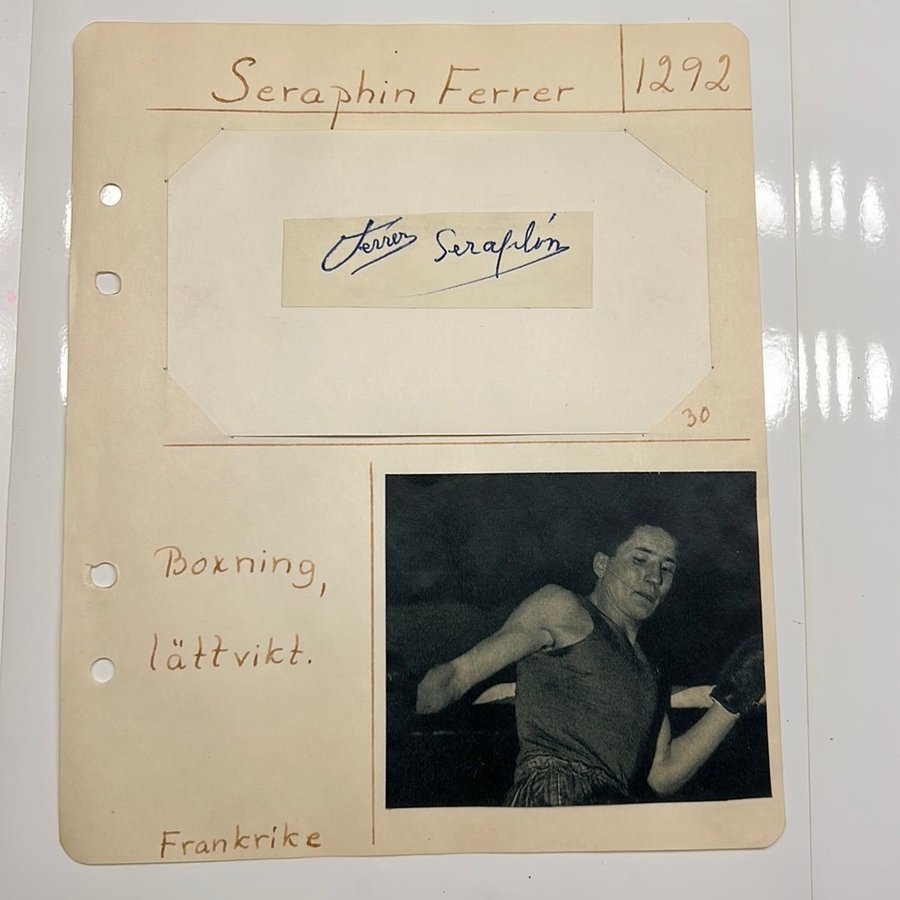 Seraphin Ferrer
1292
Ferrer Seraphin
30
Boxning,
lättvikt.
Frankrike